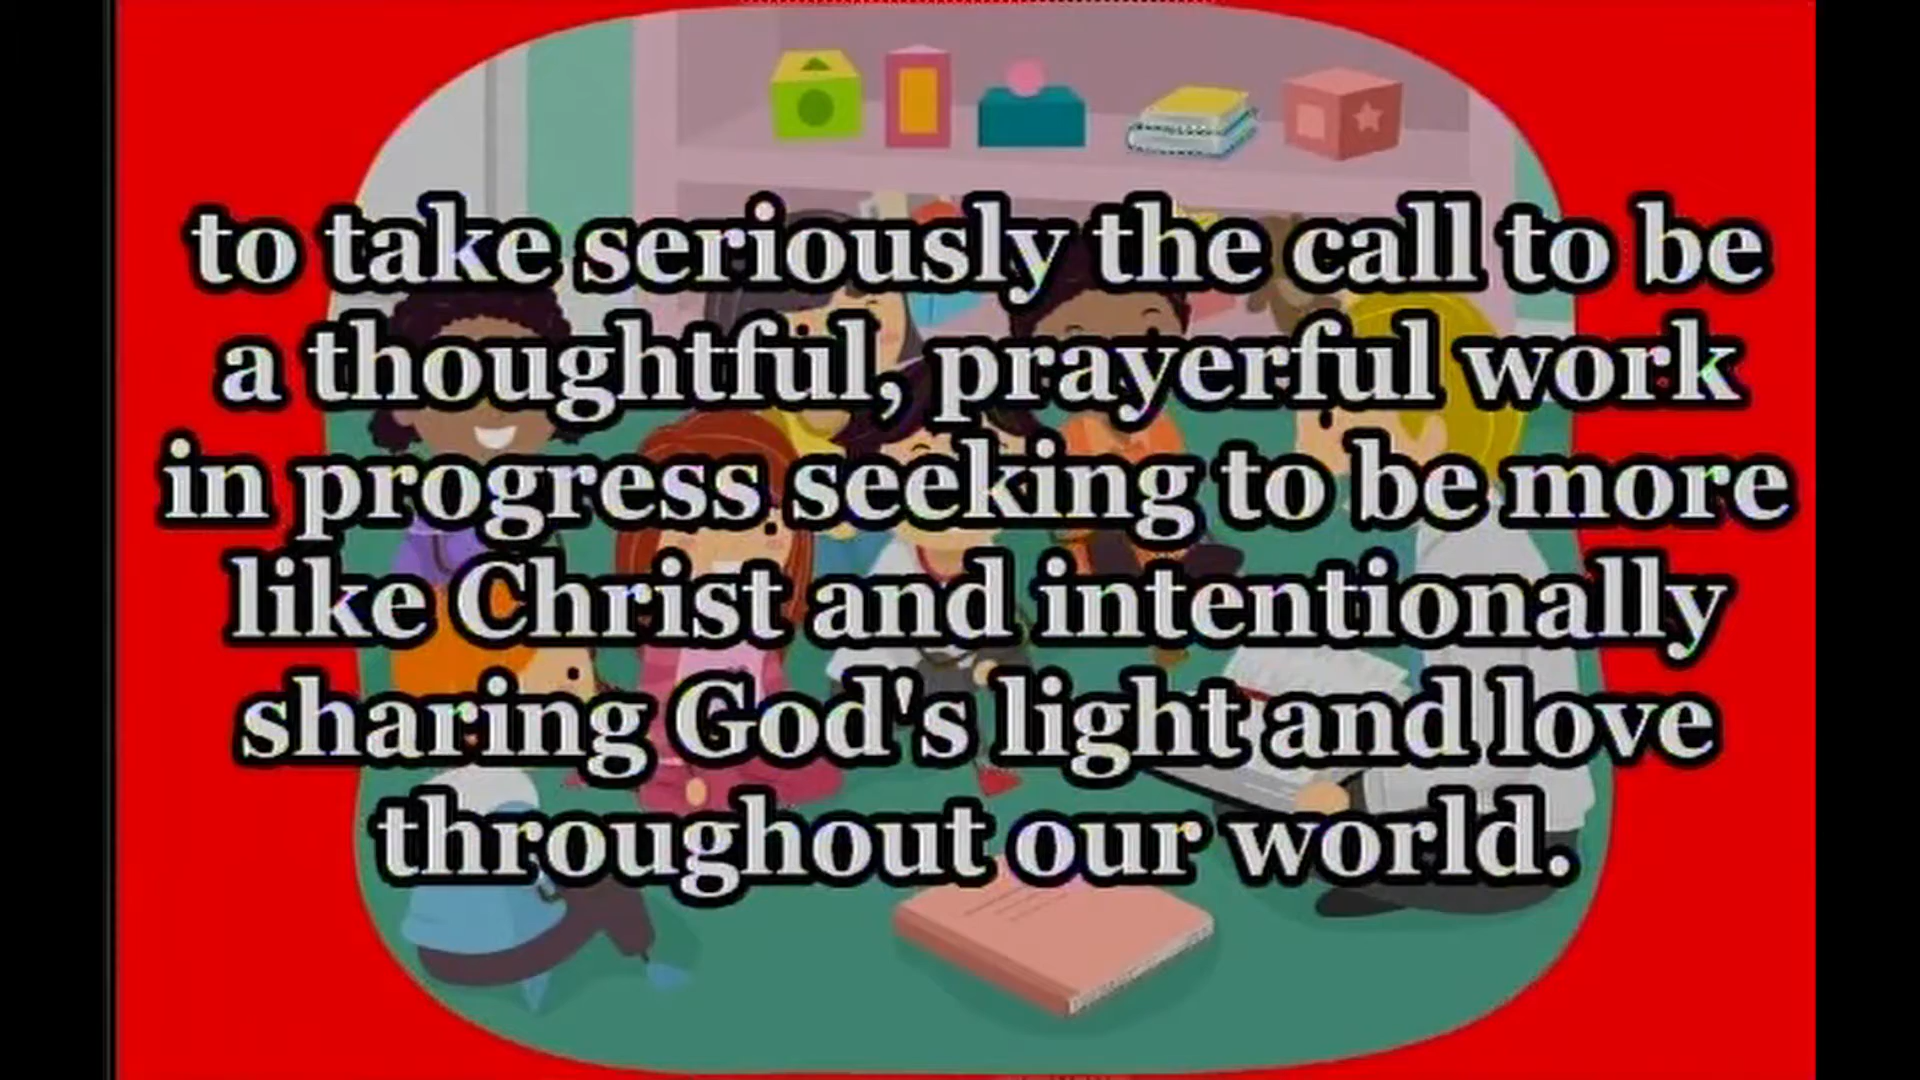 to take seriously the call to be
a thoughtful, prayerful work
in progress seeking to be more
like Christ and intentionally
sharing God's light and love
throughout our world.